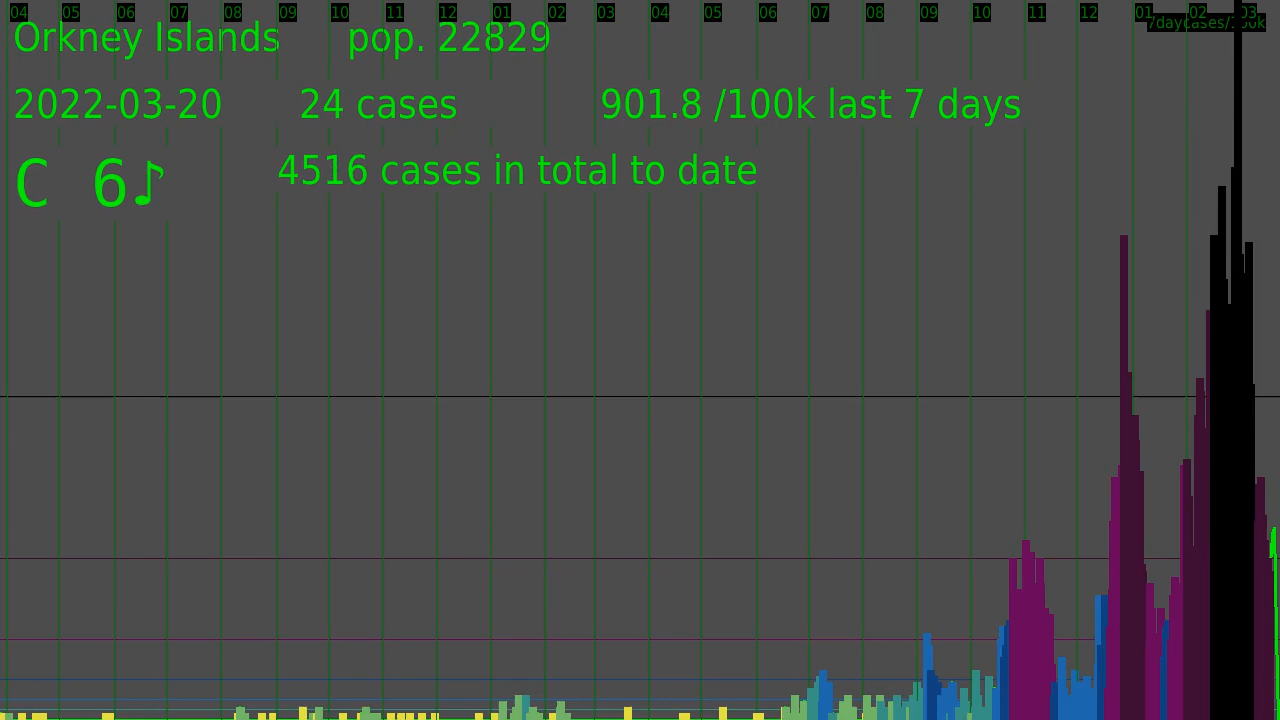 04 05 06 07 08 09 10 11 12 01 02 03 04 05 06 07 08 09 10 11 12 01 02 03
Orkney Islands pop. 22829
2022-03-20 24 cases 901.8 /100k last 7 days
C 6♪ 4516 cases in total to date